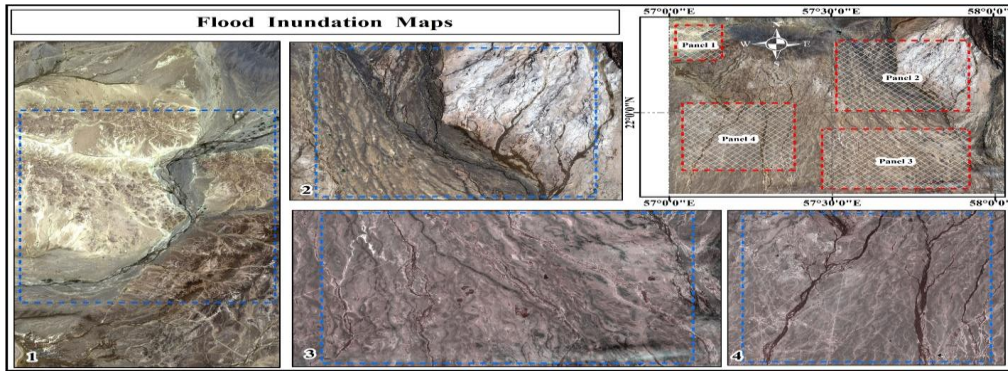 Flood Inundation Maps
57°0'0"E
57°30'0"E
58°0'0"E
Panel 1
N
W
E
Panel 2
22°0'0"N
Panel 4
Panel 3
57°0'0"E
57°30'0"E
58°0'0"E
1
2
3
4